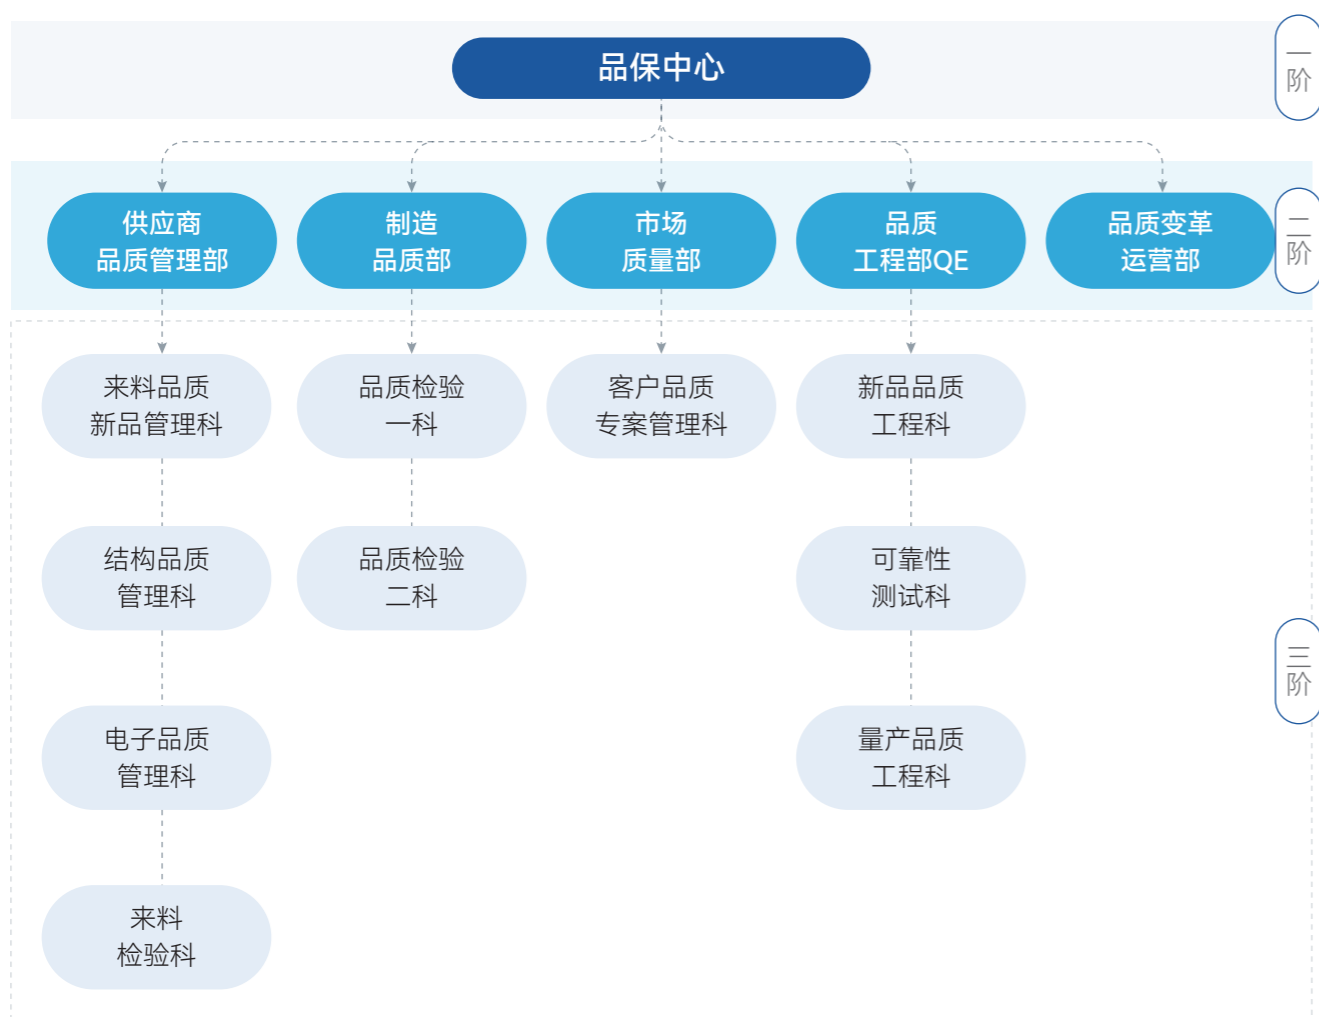 品保中心
一
阶
供应商
品质管理部
制造
品质部
市场
质量部
品质
工程部QE
品质变革
运营部
二
阶
来料品质
新品管理科
品质检验
一科
客户品质
专案管理科
新品品质
工程科
结构品质
管理科
品质检验
二科
可靠性
测试科
三
阶
电子品质
管理科
量产品质
工程科
来料
检验科